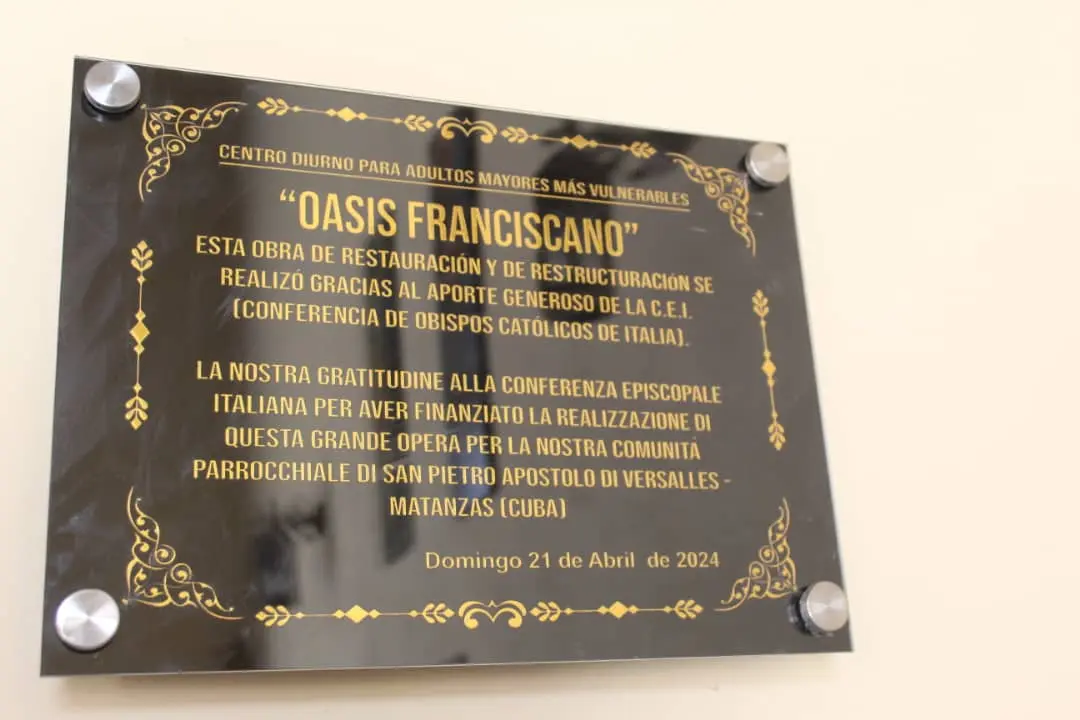 CENTRO DIURNO PARA ADULTOS MAYORES MÁS VULNERABLES
“OASIS FRANCISCANO”
ESTA OBRA DE RESTAURACIÓN Y DE RESTRUCTURACIÓN SE
REALIZÓ GRACIAS AL APORTE GENEROSO DE LA C.E.I.
(CONFERENCIA DE OBISPOS CATÓLICOS DE ITALIA).
LA NOSTRA GRATITUDINE ALLA CONFERENZA EPISCOPALE
ITALIANA PER AVER FINANZIATO LA REALIZZAZIONE DI
QUESTA GRANDE OPERA PER LA NOSTRA COMUNITÀ
PARROCCHIALE DI SAN PIETRO APOSTOLO DI VERSALLES -
MATANZAS (CUBA)
Domingo 21 de Abril de 2024